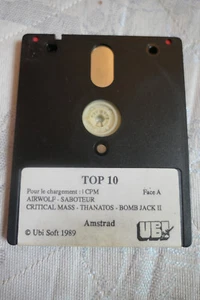 TOP 10
Pour le chargement : | CPM Face A
AIRWOLF - SABOTEUR
CRITICAL MASS - THANATOS - BOMB JACK II
Amstrad
© Ubi Soft 1989
UBI